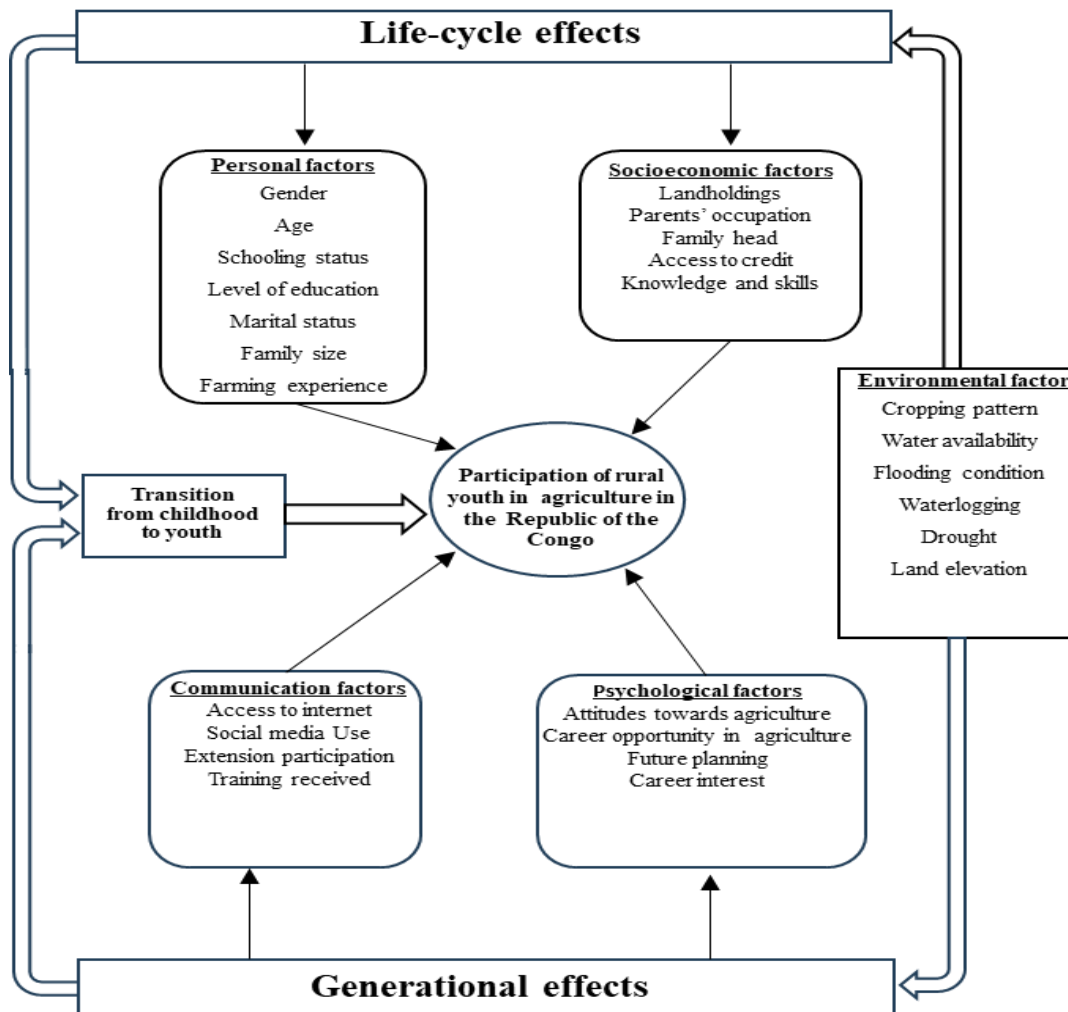 Life-cycle effects
Personal factors
Gender
Age
Schooling status
Level of education
Marital status
Family size
Farming experience
Socioeconomic factors
Landholdings
Parents’ occupation
Family head
Access to credit
Knowledge and skills
Environmental factor
Cropping pattern
Water availability
Flooding condition
Waterlogging
Drought
Land elevation
Transition
from childhood
to youth
Participation of rural
youth in agriculture in
the Republic of the
Congo
Communication factors
Access to internet
Social media Use
Extension participation
Training received
Psychological factors
Attitudes towards agriculture
Career opportunity in agriculture
Future planning
Career interest
Generational effects